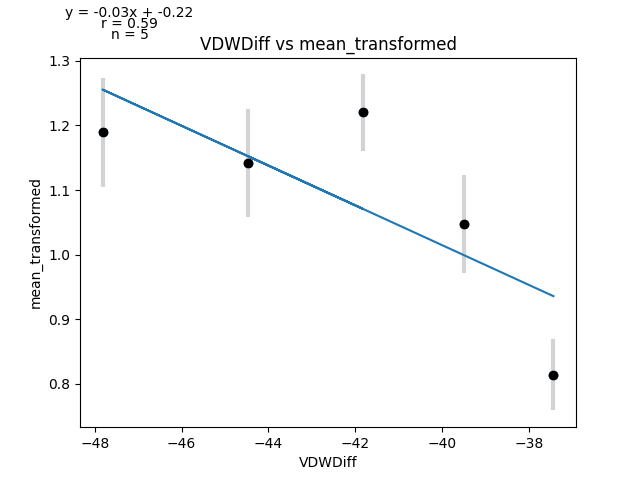 y = -0.03x + -0.22
r = 0.59
n = 5
VDWDiff vs mean_transformed
1.3
1.2
1.1
1.0
0.9
0.8
mean_transformed
−48
−46
−44
−42
−40
−38
VDWDiff